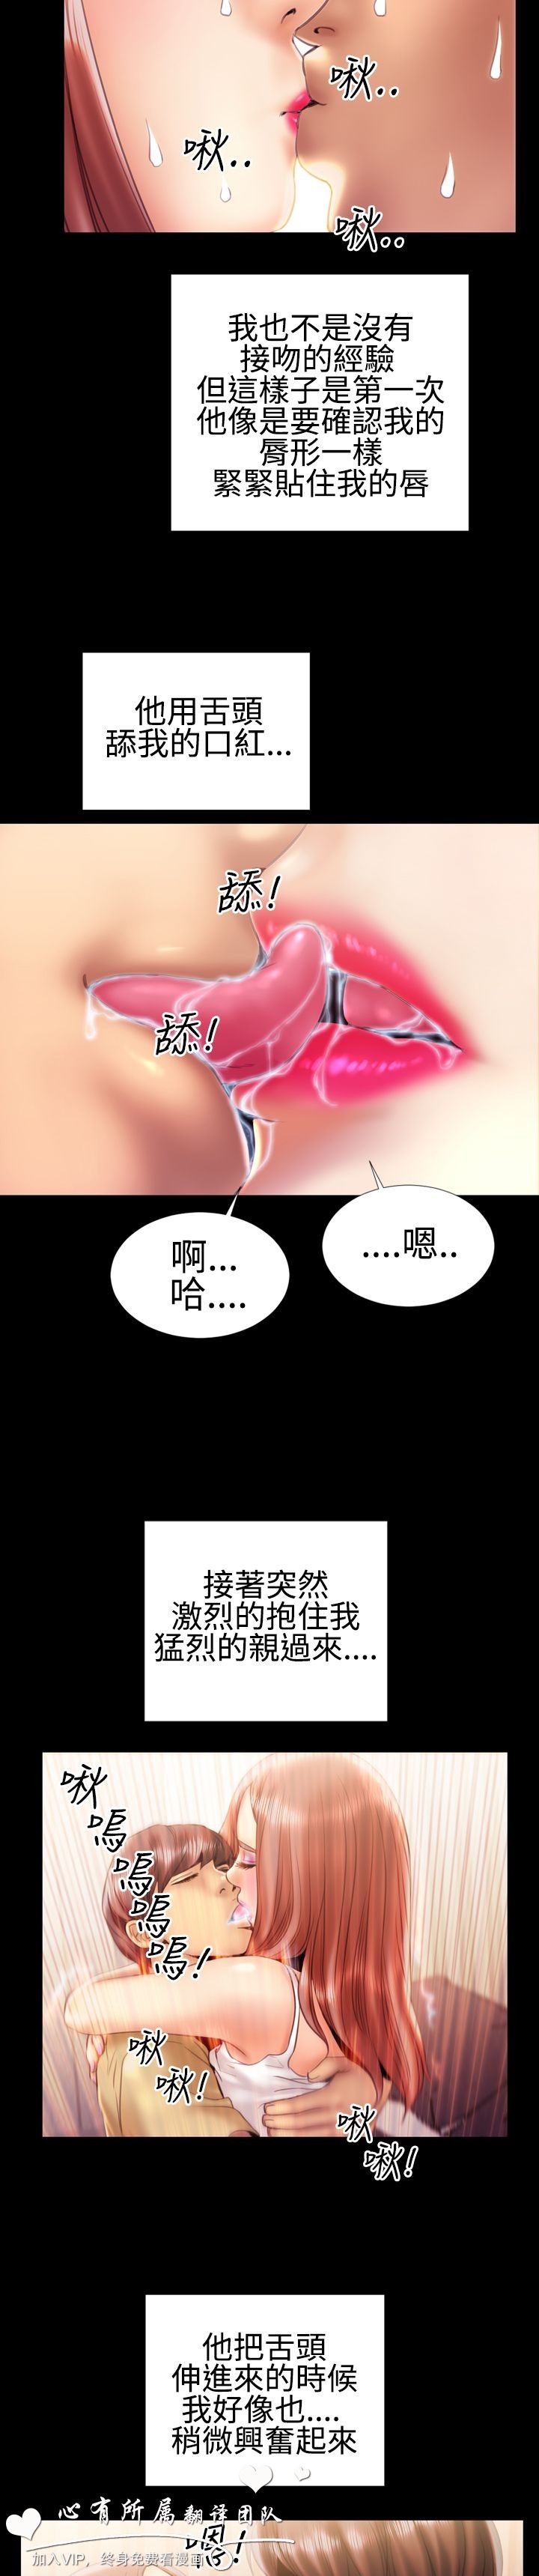 啾..
啾..
啾..
我也不是沒有
接吻的經驗
但這樣子是第一次
他像是要確認我的
唇形一樣
緊緊貼住我的唇
他用舌頭
舔我的口紅...
舔!
舔!
....嗯..
啊...
哈....
接著突然
激烈的抱住我
猛烈的親過來....
啾
嗚
嗚
嗚
嗚!
啾
啾!
啾
啾!
他把舌頭
伸進來的時候
我好像也....
稍微興奮起來
心有所属翻译团队
嗯!
加入VIP，终身免费看漫画